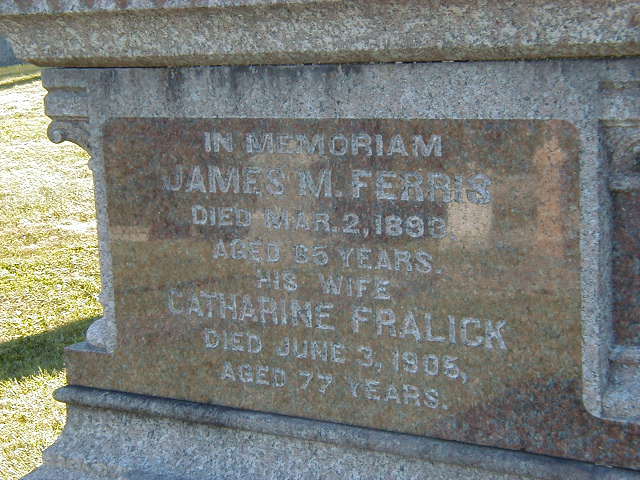 IN MEMORIAM
JAMES M. FERRIS
DIED MAR. 2, 1893
AGED 65 YEARS.
HIS WIFE
CATHARINE FRALICK
DIED JUNE 3, 1905,
AGED 77 YEARS.